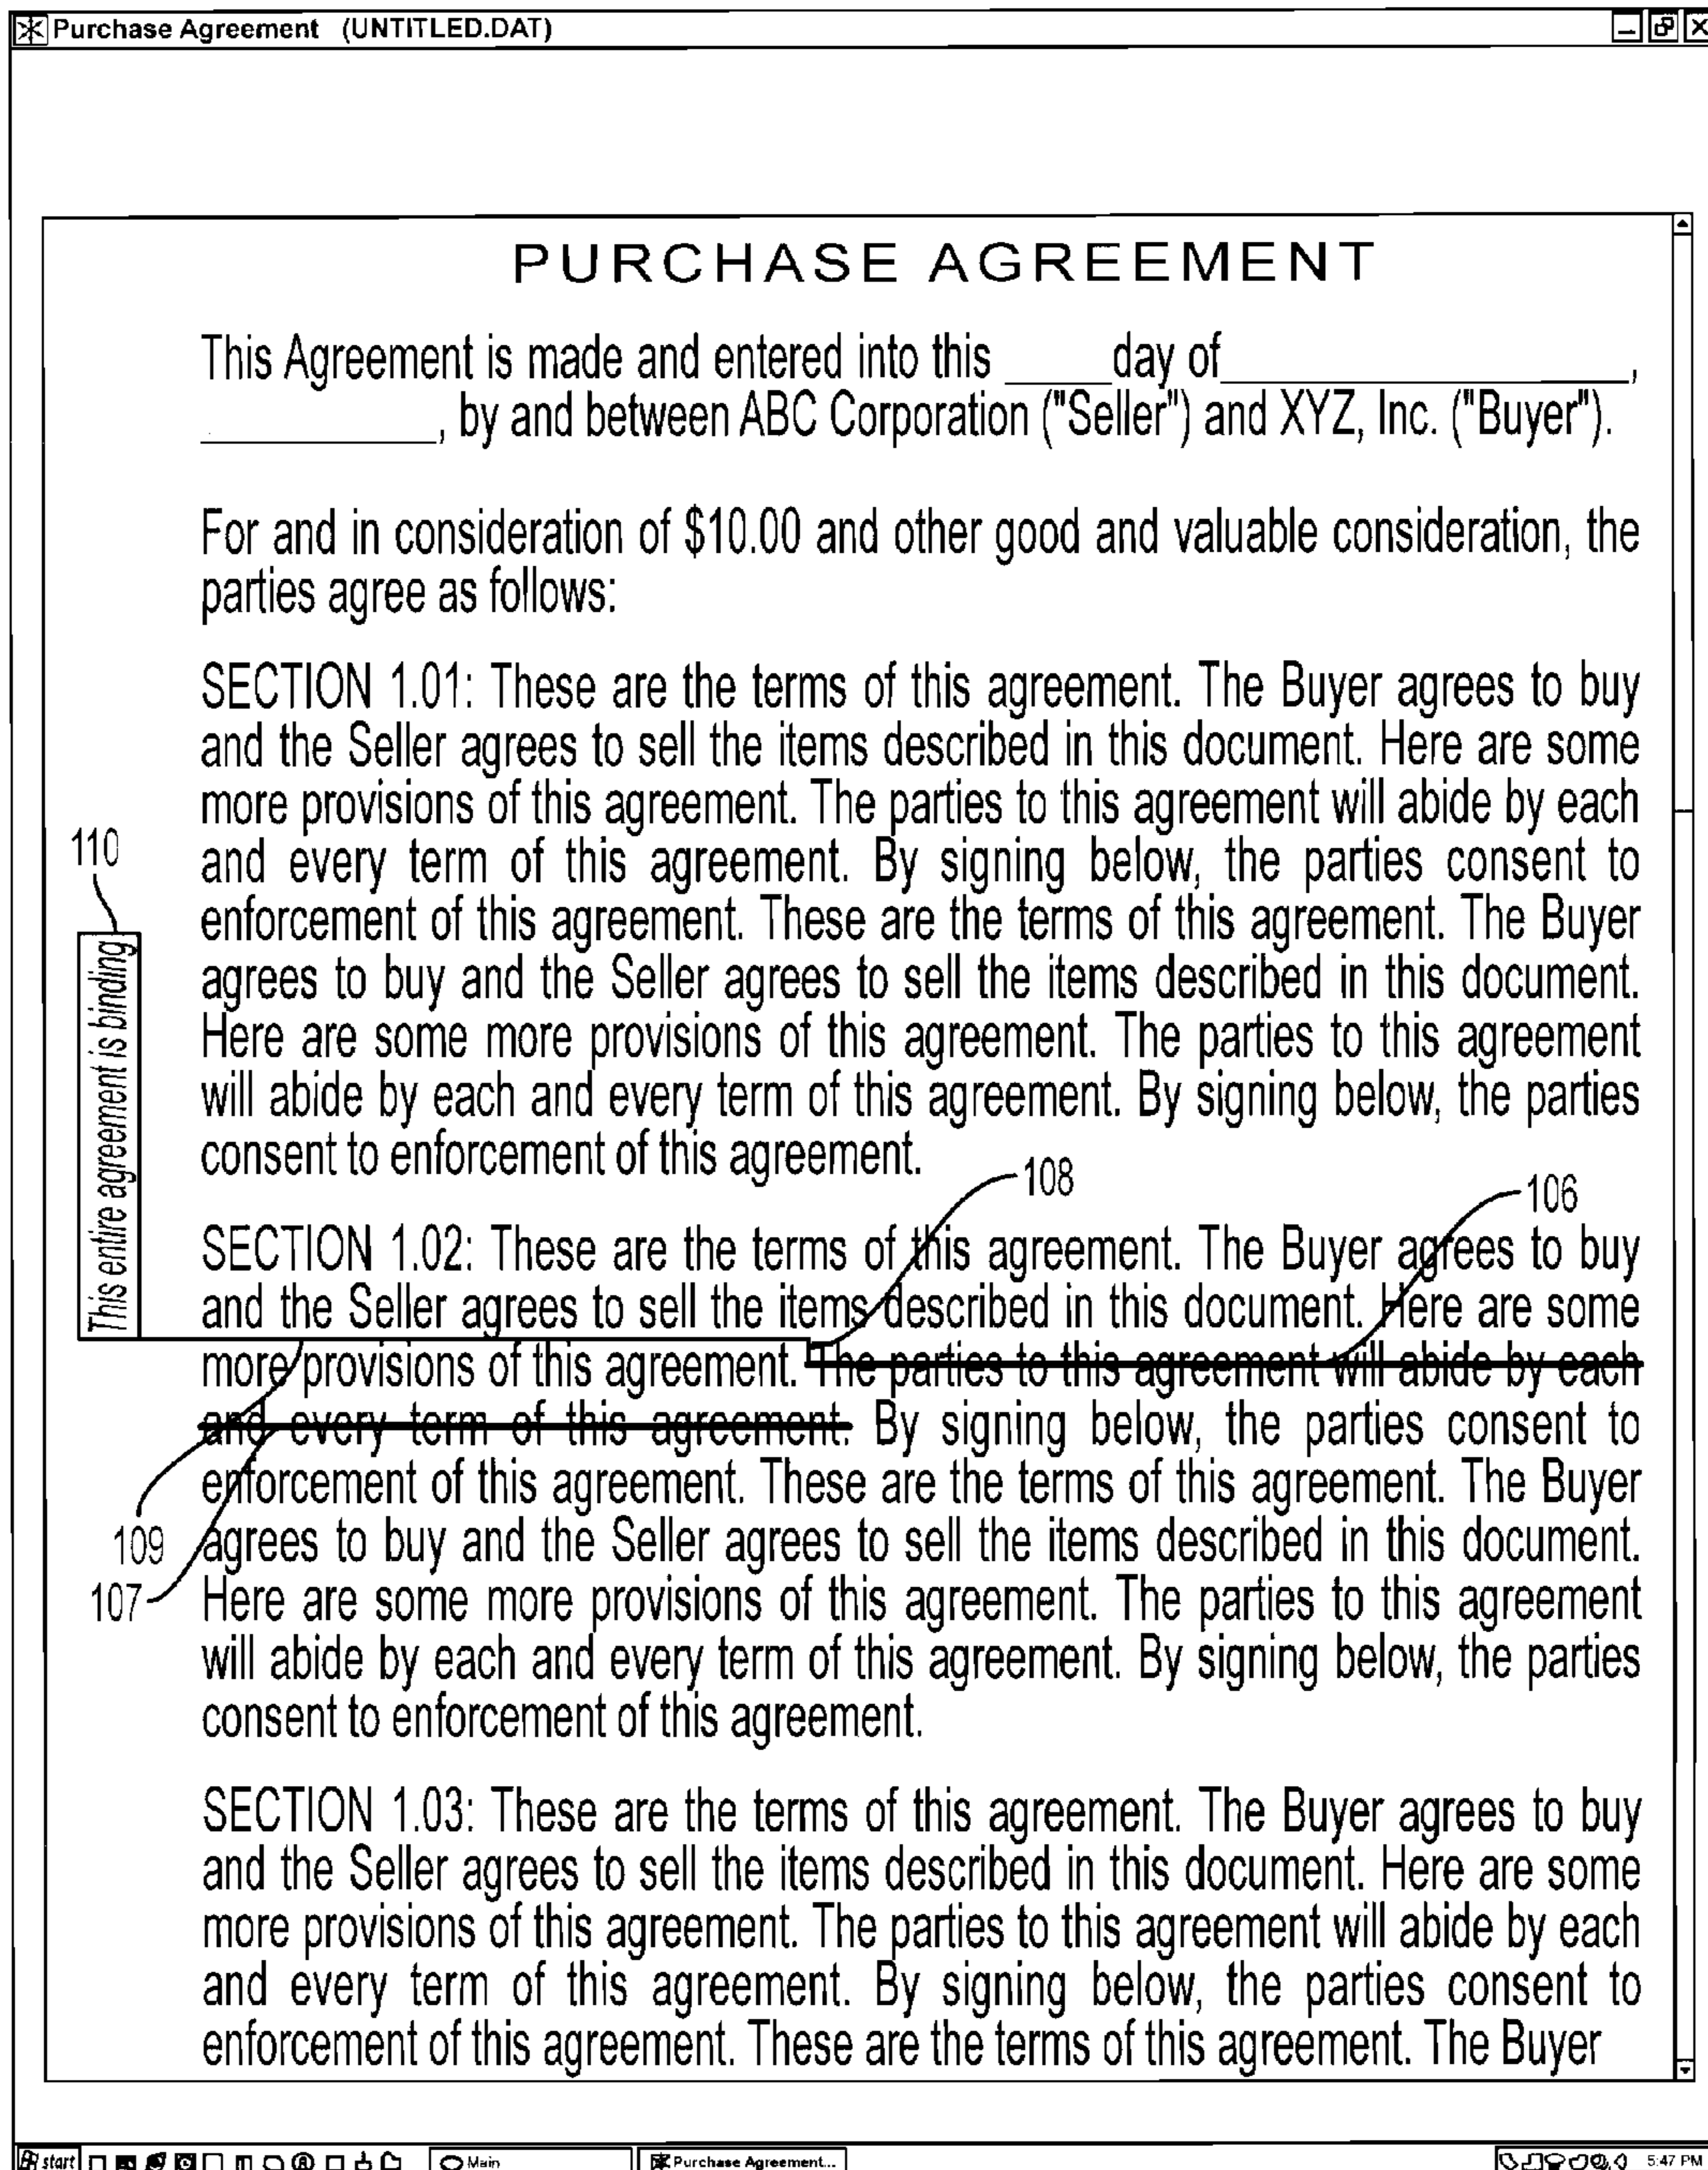 Purchase Agreement (UNTITLED.DAT)
PURCHASE AGREEMENT
This Agreement is made and entered into this _____ day of ____________________,
____________, by and between ABC Corporation ("Seller") and XYZ, Inc. ("Buyer").
For and in consideration of $10.00 and other good and valuable consideration, the
parties agree as follows:
SECTION 1.01: These are the terms of this agreement. The Buyer agrees to buy
and the Seller agrees to sell the items described in this document. Here are some
more provisions of this agreement. The parties to this agreement will abide by each
and every term of this agreement. By signing below, the parties consent to
enforcement of this agreement. These are the terms of this agreement. The Buyer
agrees to buy and the Seller agrees to sell the items described in this document.
Here are some more provisions of this agreement. The parties to this agreement
will abide by each and every term of this agreement. By signing below, the parties
consent to enforcement of this agreement.
110
This entire agreement is binding
108
106
SECTION 1.02: These are the terms of this agreement. The Buyer agrees to buy
and the Seller agrees to sell the items described in this document. Here are some
more provisions of this agreement. The parties to this agreement will abide by each
and every term of this agreement. By signing below, the parties consent to
enforcement of this agreement. These are the terms of this agreement. The Buyer
agrees to buy and the Seller agrees to sell the items described in this document.
Here are some more provisions of this agreement. The parties to this agreement
will abide by each and every term of this agreement. By signing below, the parties
consent to enforcement of this agreement.
109
107
SECTION 1.03: These are the terms of this agreement. The Buyer agrees to buy
and the Seller agrees to sell the items described in this document. Here are some
more provisions of this agreement. The parties to this agreement will abide by each
and every term of this agreement. By signing below, the parties consent to
enforcement of this agreement. These are the terms of this agreement. The Buyer
start Main Purchase Agreement... 5:47 PM